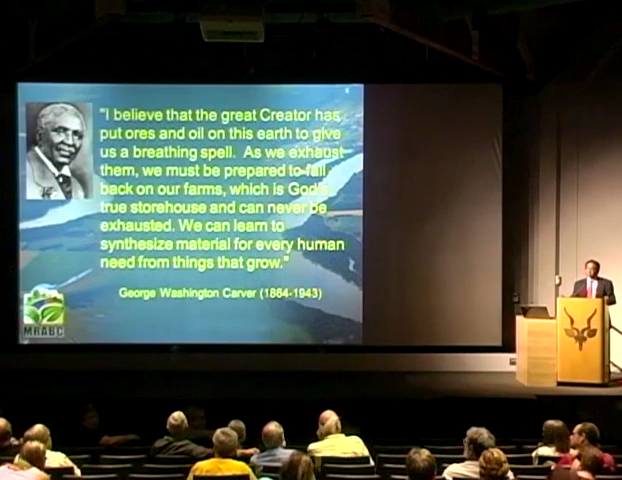 "I believe that the great Creator has
put ores and oil on this earth to give
us a breathing spell. As we exhaust
them, we must be prepared to fall
back on our farms, which is God's
true storehouse and can never be
exhausted. We can learn to
synthesize material for every human
need from things that grow."
George Washington Carver (1864-1943)
MRABC